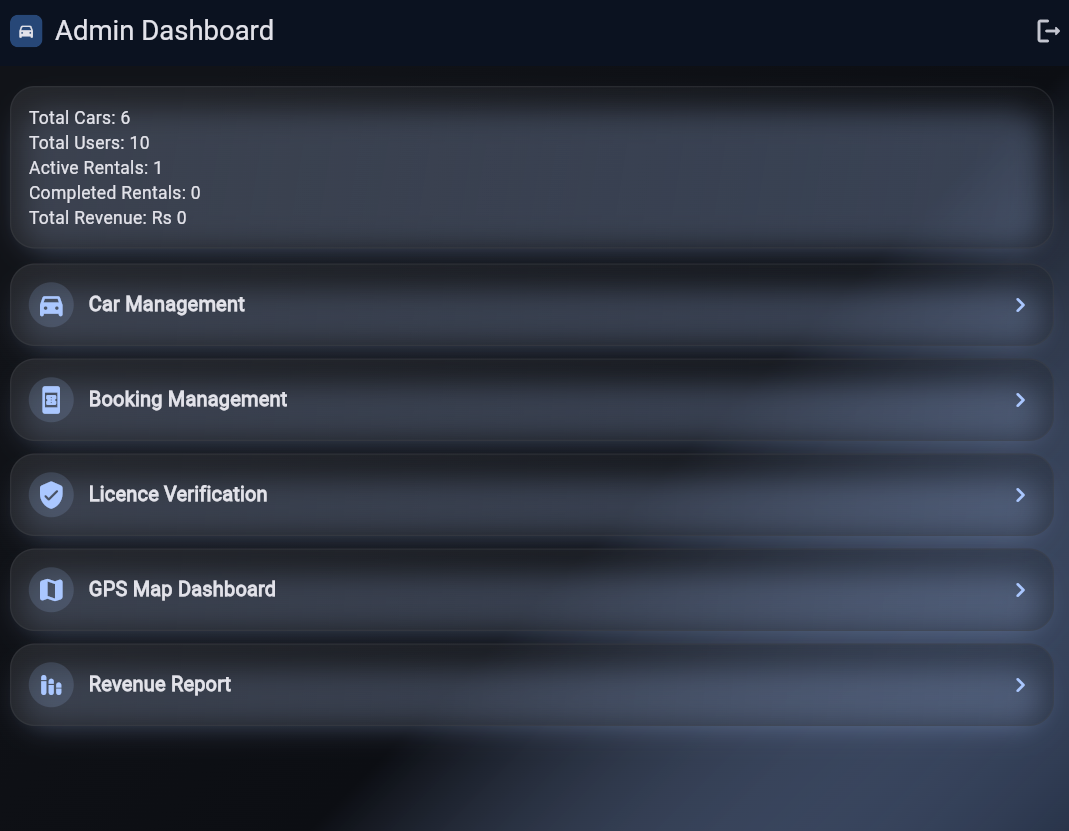 Admin Dashboard
Total Cars: 6
Total Users: 10
Active Rentals: 1
Completed Rentals: 0
Total Revenue: Rs 0
Car Management
Booking Management
Licence Verification
GPS Map Dashboard
Revenue Report